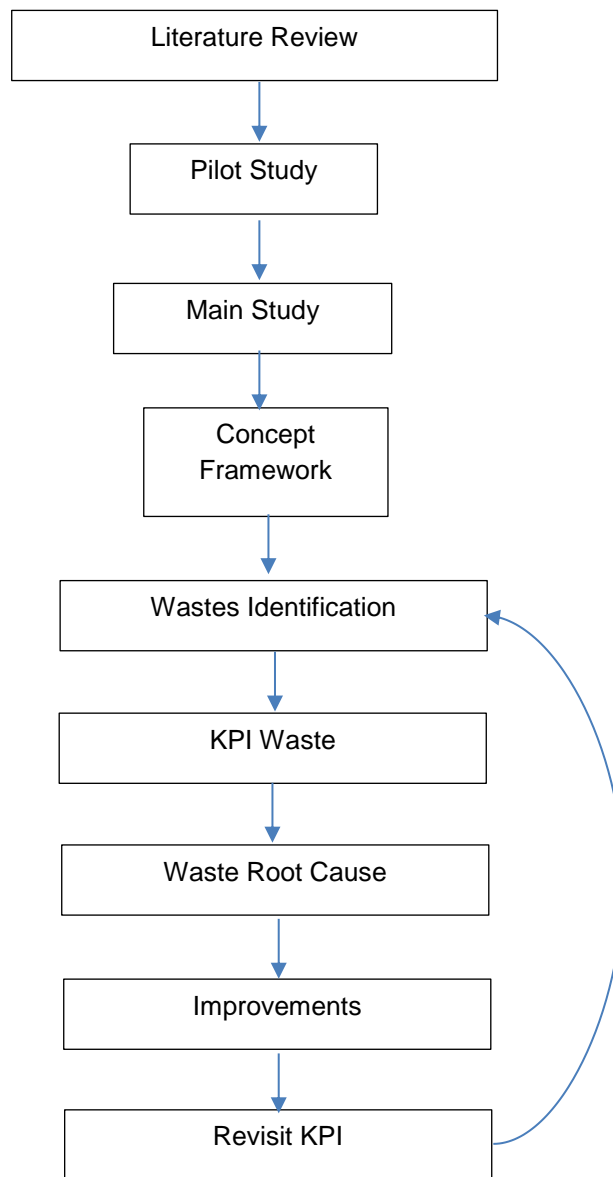 Literature Review
Pilot Study
Main Study
Concept
Framework
Wastes Identification
KPI Waste
Waste Root Cause
Improvements
Revisit KPI